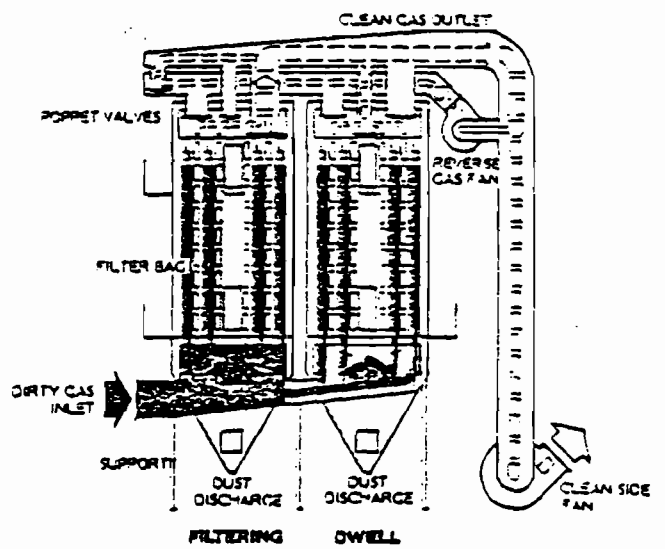 CLEAN GAS OUTLET
POPPET VALVES
REVERSE
GAS FAN
FILTER BAG
DIRTY GAS
INLET
SUPPORT
DUST
DISCHARGE
DUST
DISCHARGE
CLEAN SIDE
FAN
FILTERING
DWELL